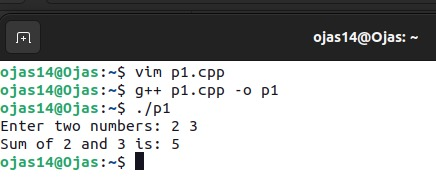 ojas14@Ojas: ~
ojas14@Ojas:~$ vim p1.cpp
ojas14@Ojas:~$ g++ p1.cpp -o p1
ojas14@Ojas:~$ ./p1
Enter two numbers: 2 3
Sum of 2 and 3 is: 5
ojas14@Ojas:~$